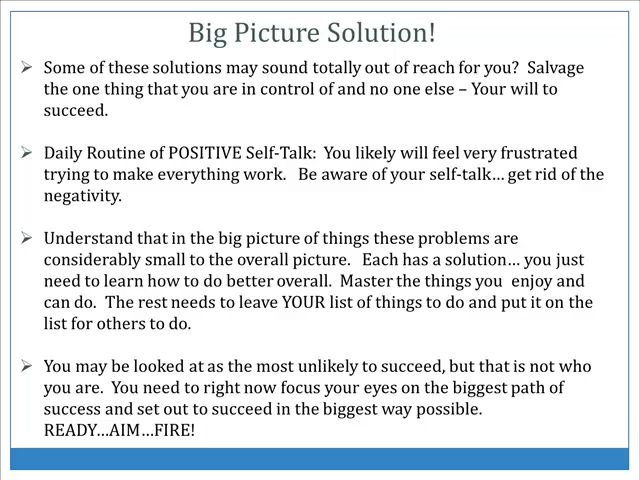 Big Picture Solution!
➢ Some of these solutions may sound totally out of reach for you?  Salvage
the one thing that you are in control of and no one else – Your will to
succeed.
➢ Daily Routine of POSITIVE Self-Talk:  You likely will feel very frustrated
trying to make everything work.   Be aware of your self-talk… get rid of the
negativity.
➢ Understand that in the big picture of things these problems are
considerably small to the overall picture.   Each has a solution… you just
need to learn how to do better overall.  Master the things you  enjoy and
can do.  The rest needs to leave YOUR list of things to do and put it on the
list for others to do.
➢ You may be looked at as the most unlikely to succeed, but that is not who
you are.  You need to right now focus your eyes on the biggest path of
success and set out to succeed in the biggest way possible.
READY…AIM…FIRE!